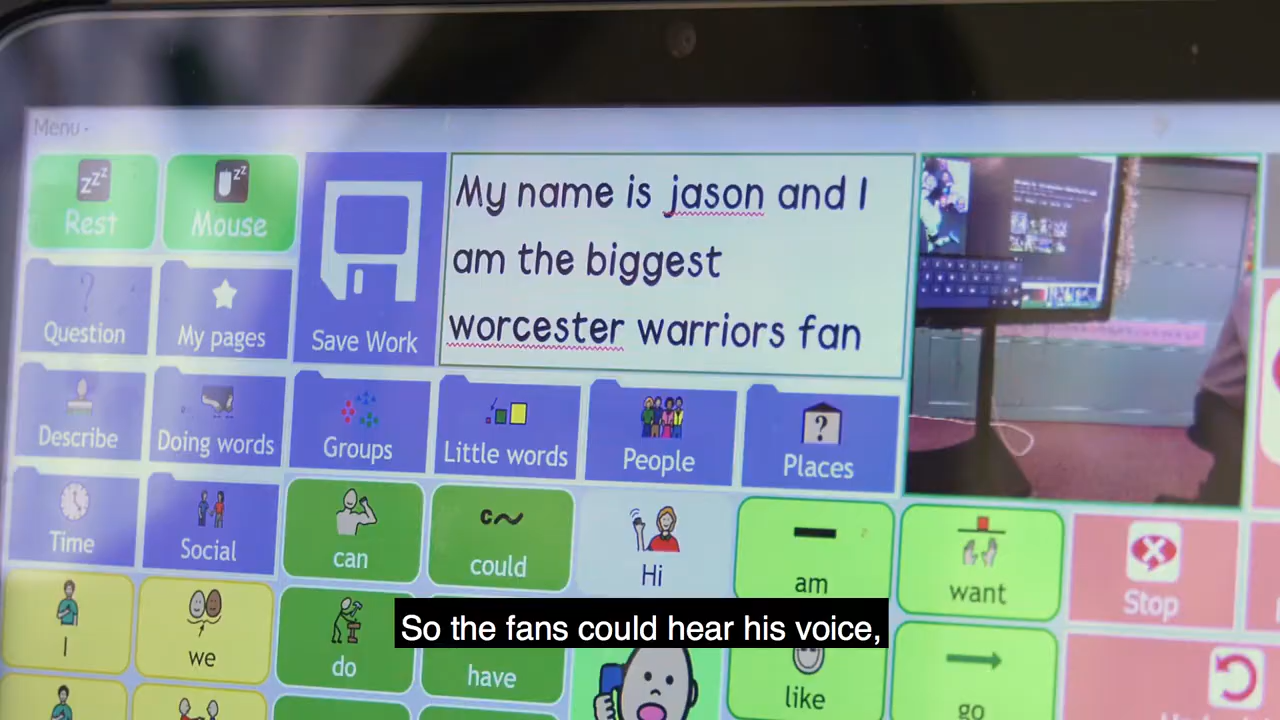 Menu
Rest
Mouse
Save Work
My name is jason and I
am the biggest
worcester warriors fan
Question
My pages
Describe
Doing words
Groups
Little words
People
Places
Time
Social
can
could
Hi
am
want
Stop
I
we
do
have
like
go
So the fans could hear his voice,